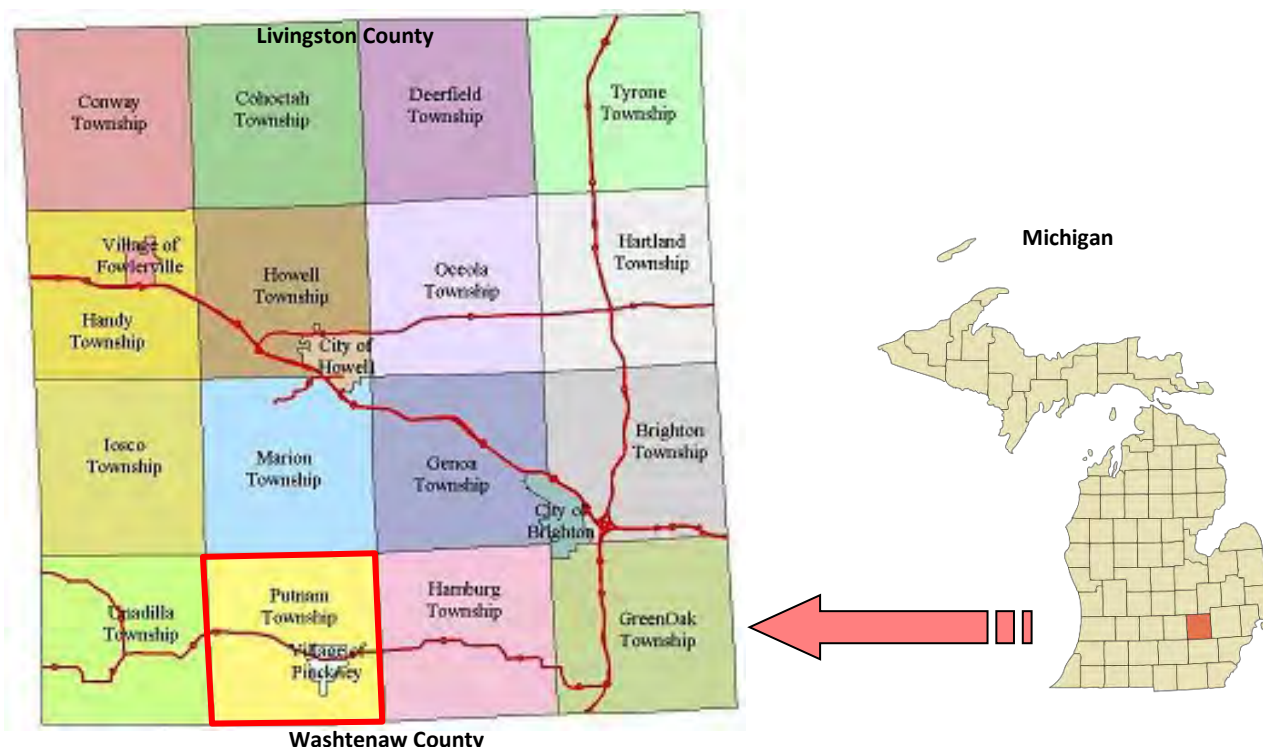 Livingston County
Conway
Township
Cohoctah
Township
Deerfield
Township
Tyrone
Township
Village of
Fowlerville
Handy
Township
Howell
Township
City of
Howell
Oceola
Township
Hartland
Township
Iosco
Township
Marion
Township
Genoa
Township
City of
Brighton
Brighton
Township
Unadilla
Township
Putnam
Township
Village of
Pinckney
Hamburg
Township
GreenOak
Township
Washtenaw County
Michigan